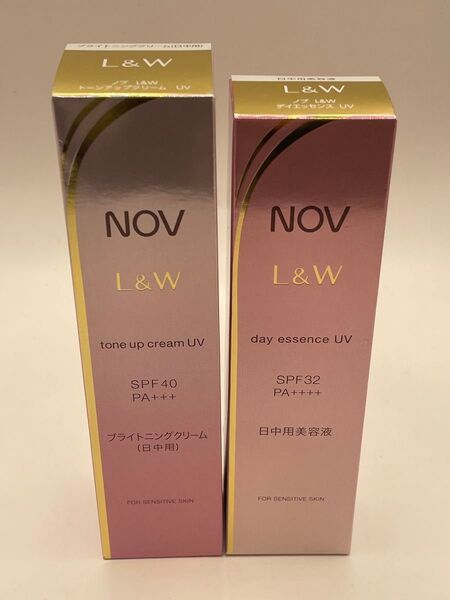 ブライトニングクリーム(日中用)
L&W
ノブ L&W
トーンアップクリーム UV
NOV
L&W
tone up cream UV
SPF40
PA+++
ブライトニングクリーム
(日中用)
FOR SENSITIVE SKIN
日中用美容液
L&W
ノブ L&W
デイエッセンス UV
NOV
L&W
day essence UV
SPF32
PA++++
日中用美容液
FOR SENSITIVE SKIN